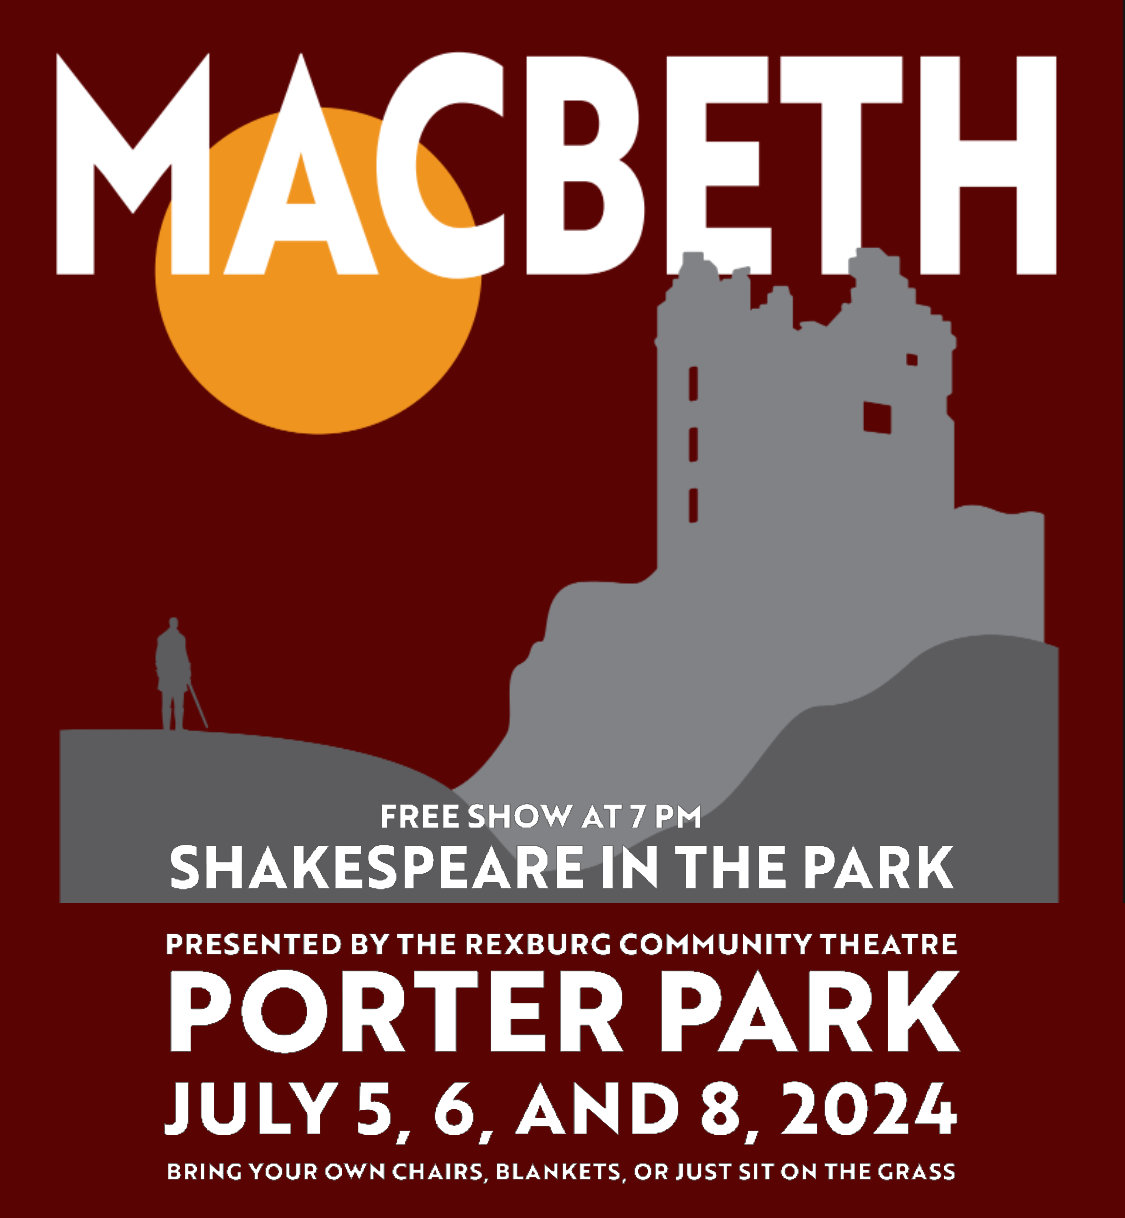 MACBETH
FREE SHOW AT 7 PM
SHAKESPEARE IN THE PARK
PRESENTED BY THE REXBURG COMMUNITY THEATRE
PORTER PARK
JULY 5, 6, AND 8, 2024
BRING YOUR OWN CHAIRS, BLANKETS, OR JUST SIT ON THE GRASS